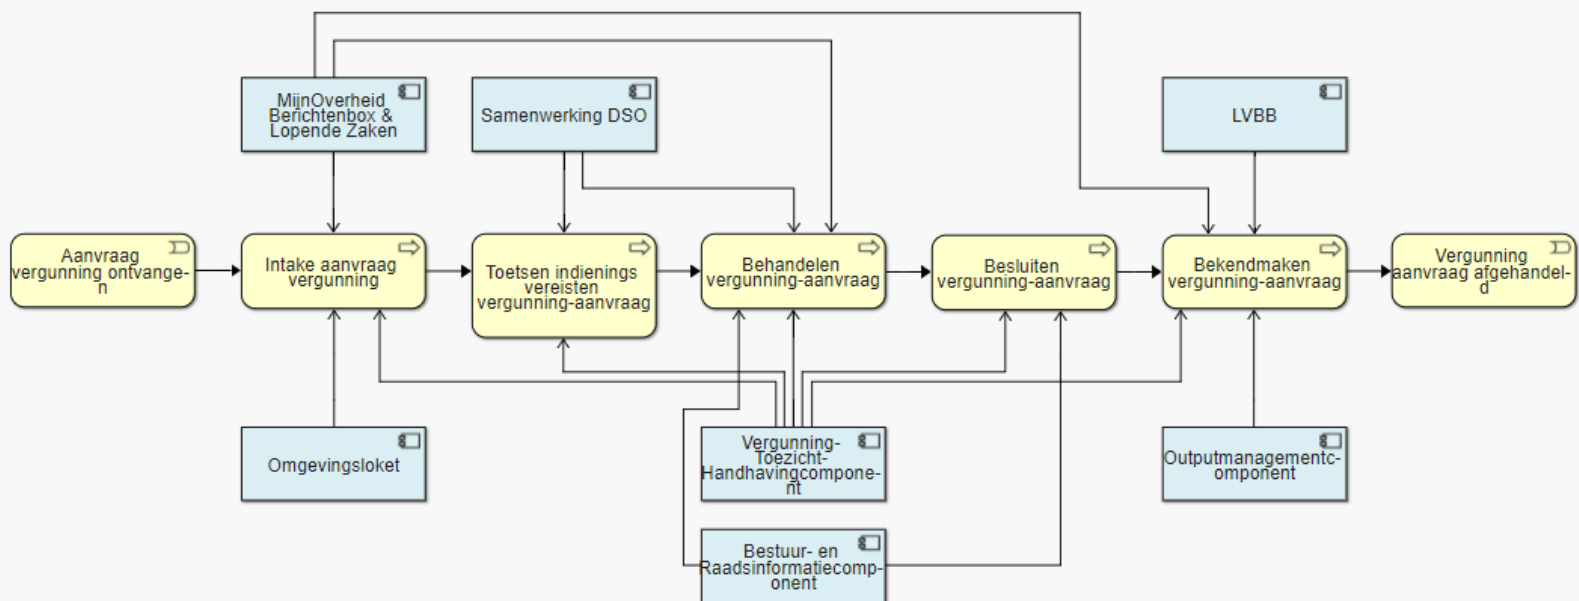 MijnOverheid
Berichtenbox &
Lopende Zaken
Samenwerking DSO
LVBB
Aanvraag
vergunning ontvange-
n
Intake aanvraag
vergunning
Toetsen indienings
vereisten
vergunning-aanvraag
Behandelen
vergunning-aanvraag
Besluiten
vergunning-aanvraag
Bekendmaken
vergunning-aanvraag
Vergunning
aanvraag afgehandel-
d
Omgevingsloket
Vergunning-
Toezicht-
Handhavingcompone-
nt
Outputmanagementc-
omponent
Bestuur- en
Raadsinformatiecomp-
onent